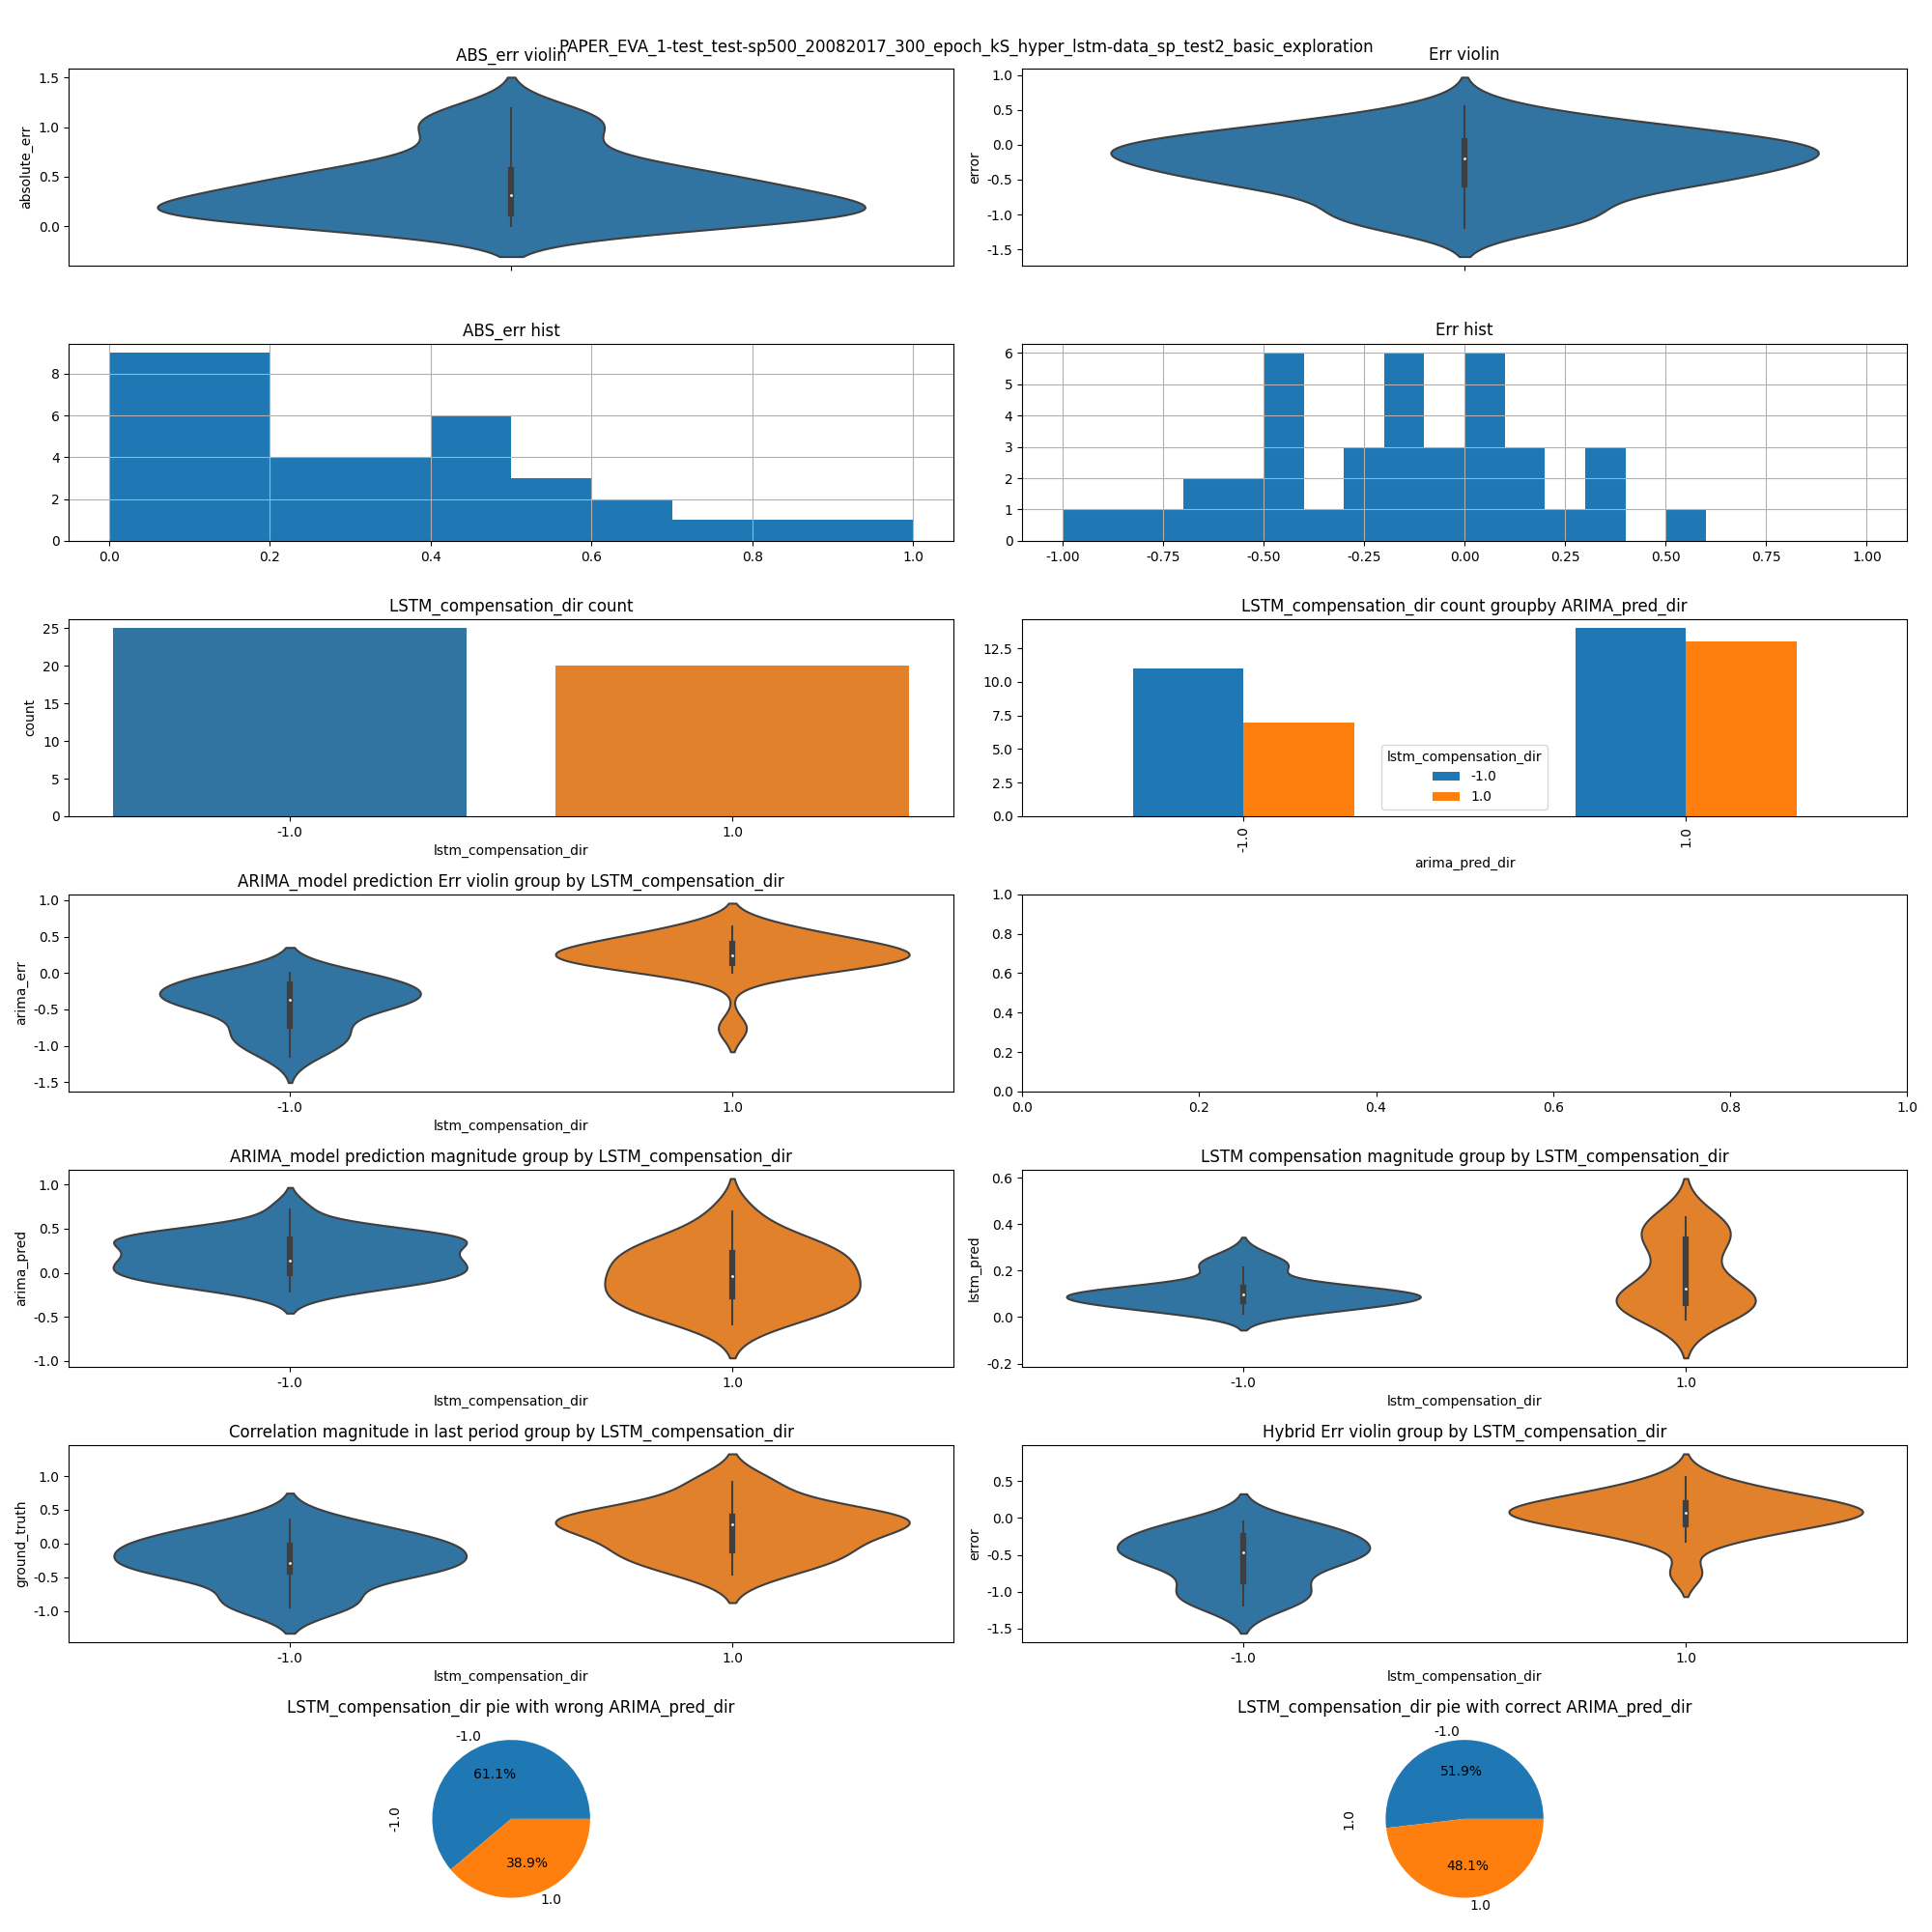 PAPER_EVA_1-test_test-sp500_20082017_300_epoch_kS_hyper_lstm-data_sp_test2_basic_exploration
ABS_err violin
absolute_err
1.5
1.0
0.5
0.0
Err violin
error
1.0
0.5
0.0
-0.5
-1.0
-1.5
ABS_err hist
8
6
4
2
0
0.0 0.2 0.4 0.6 0.8 1.0
Err hist
6
5
4
3
2
1
0
-1.00 -0.75 -0.50 -0.25 0.00 0.25 0.50 0.75 1.00
LSTM_compensation_dir count
count
25
20
15
10
5
0
-1.0 1.0
lstm_compensation_dir
LSTM_compensation_dir count groupby ARIMA_pred_dir
12.5
10.0
7.5
5.0
2.5
0.0
lstm_compensation_dir
-1.0
1.0
-1.0 1.0
arima_pred_dir
ARIMA_model prediction Err violin group by LSTM_compensation_dir
arima_err
1.0
0.5
0.0
-0.5
-1.0
-1.5
-1.0 1.0
lstm_compensation_dir
1.0
0.8
0.6
0.4
0.2
0.0
0.0 0.2 0.4 0.6 0.8 1.0
ARIMA_model prediction magnitude group by LSTM_compensation_dir
arima_pred
1.0
0.5
0.0
-0.5
-1.0
-1.0 1.0
lstm_compensation_dir
LSTM compensation magnitude group by LSTM_compensation_dir
lstm_pred
0.6
0.4
0.2
0.0
-0.2
-1.0 1.0
lstm_compensation_dir
Correlation magnitude in last period group by LSTM_compensation_dir
ground_truth
1.0
0.5
0.0
-0.5
-1.0
-1.0 1.0
lstm_compensation_dir
Hybrid Err violin group by LSTM_compensation_dir
error
0.5
0.0
-0.5
-1.0
-1.5
-1.0 1.0
lstm_compensation_dir
LSTM_compensation_dir pie with wrong ARIMA_pred_dir
-1.0
61.1%
-1.0
38.9%
1.0
LSTM_compensation_dir pie with correct ARIMA_pred_dir
-1.0
51.9%
1.0
48.1%
1.0